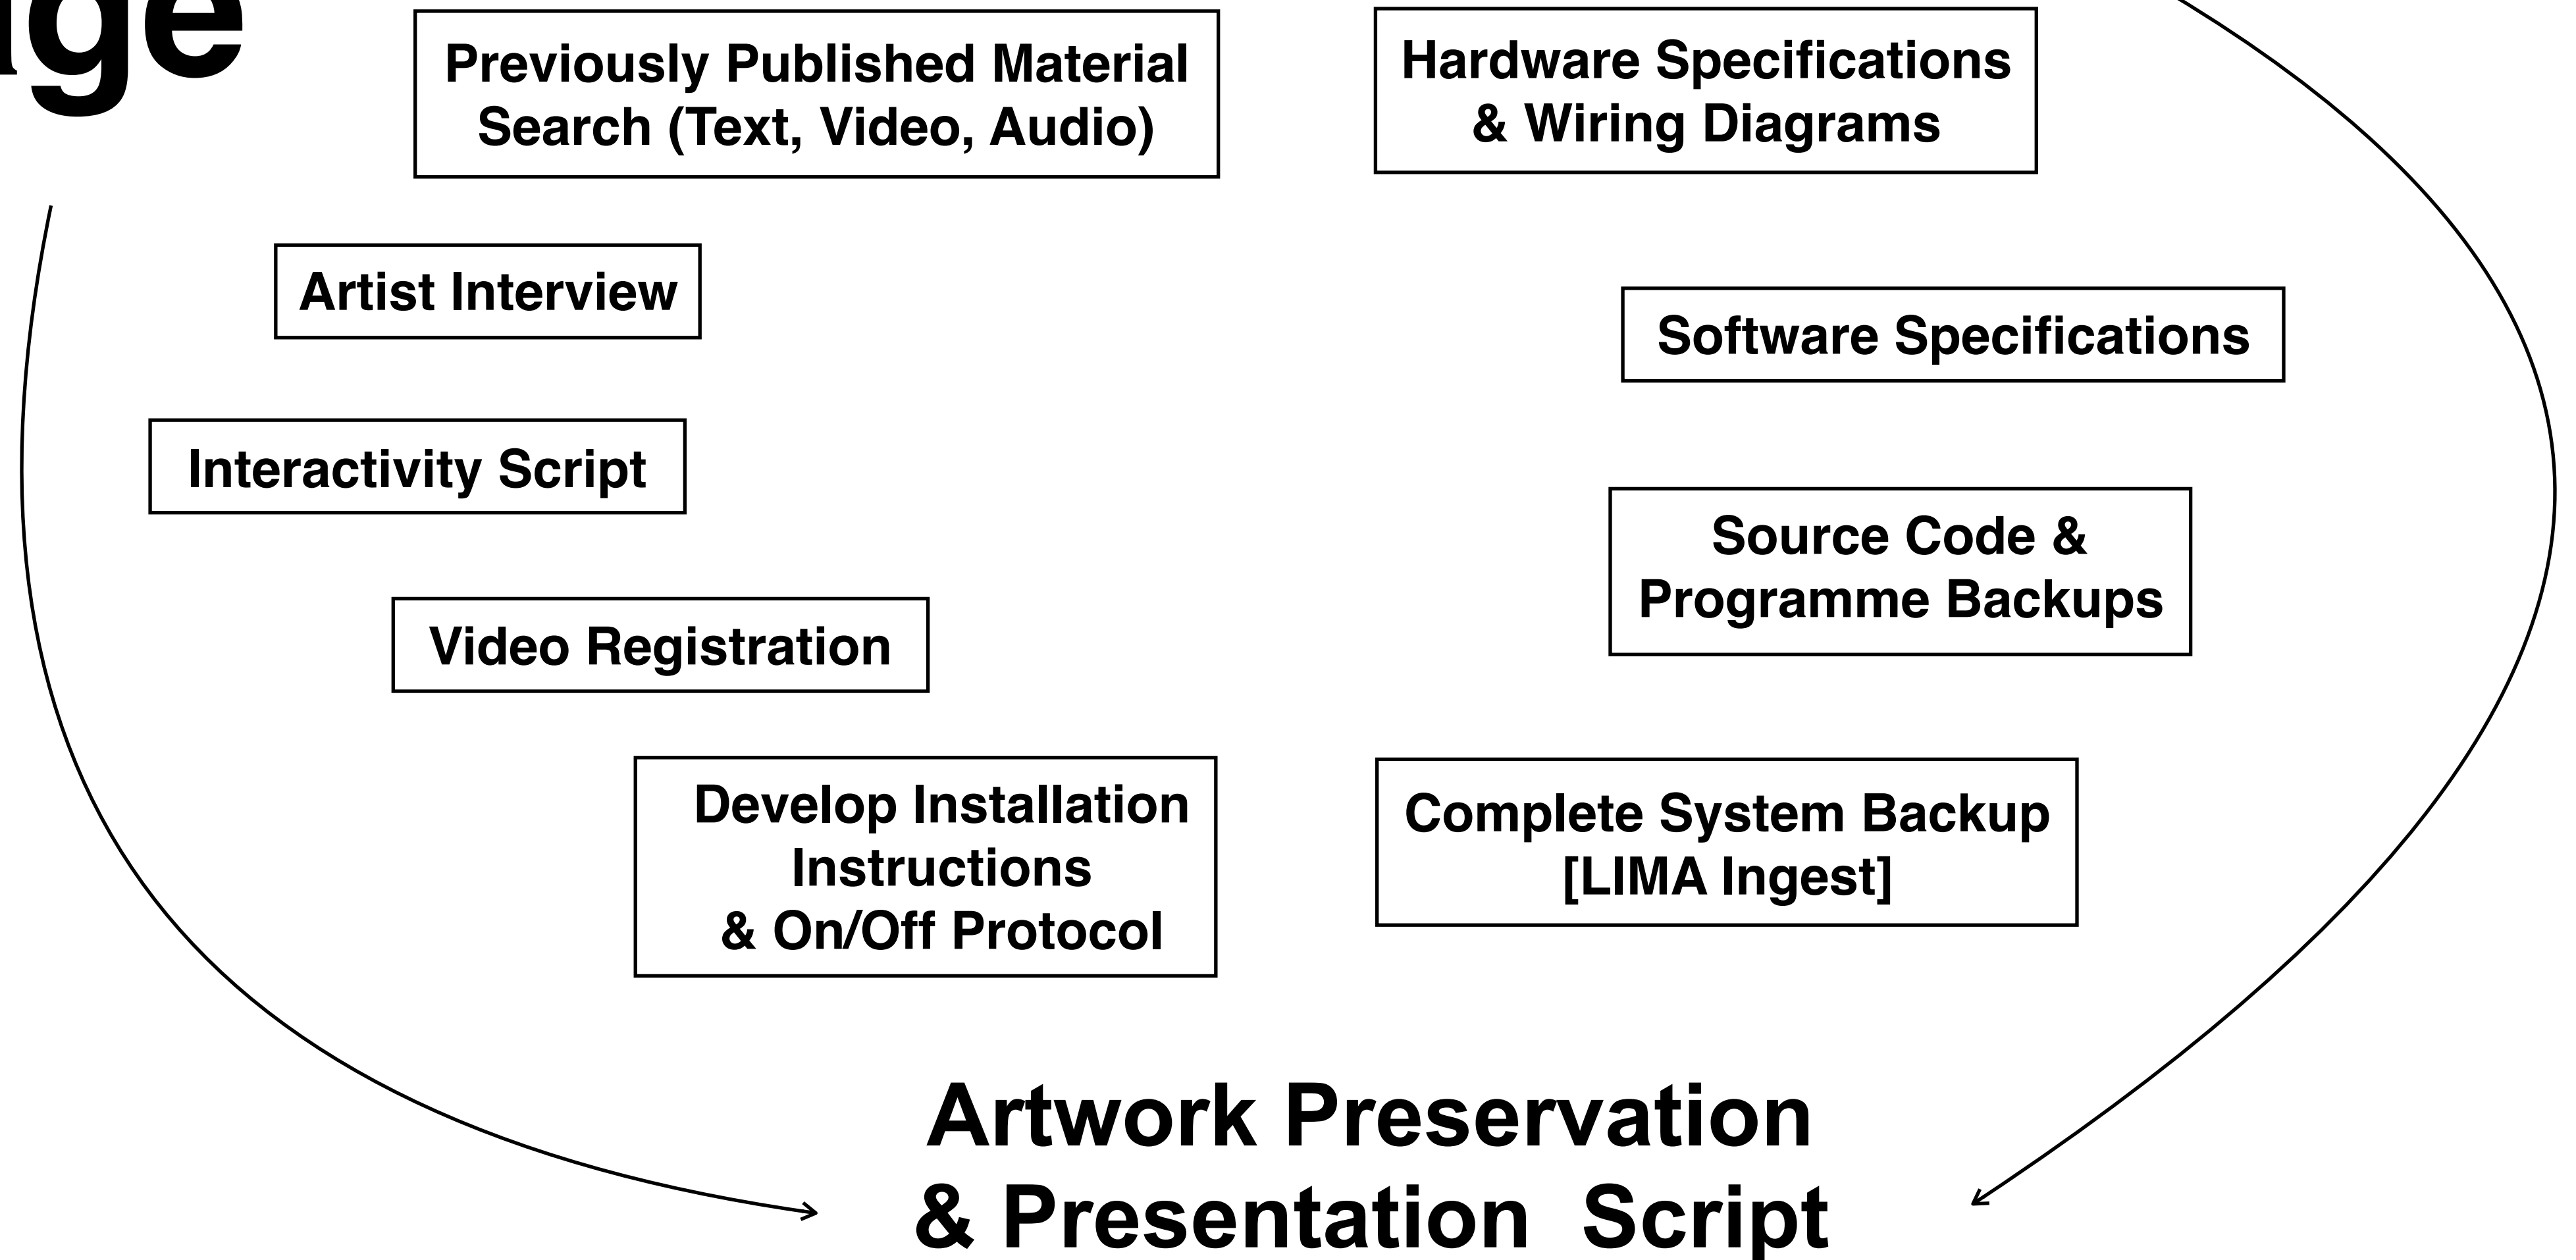 Previously Published Material
Search (Text, Video, Audio)
Hardware Specifications
& Wiring Diagrams
Artist Interview
Software Specifications
Interactivity Script
Source Code &
Programme Backups
Video Registration
Develop Installation
Instructions
& On/Off Protocol
Complete System Backup
[LIMA Ingest]
Artwork Preservation
& Presentation Script